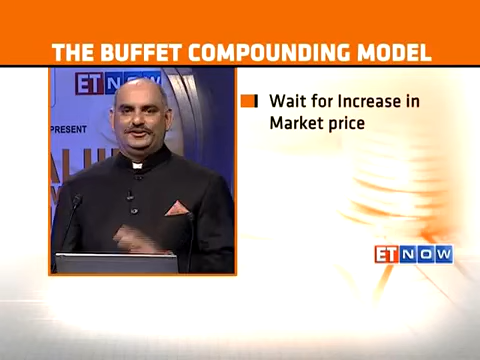 THE BUFFET COMPOUNDING MODEL
ET NOW
PRESENT
Wait for Increase in
Market price
ET NOW